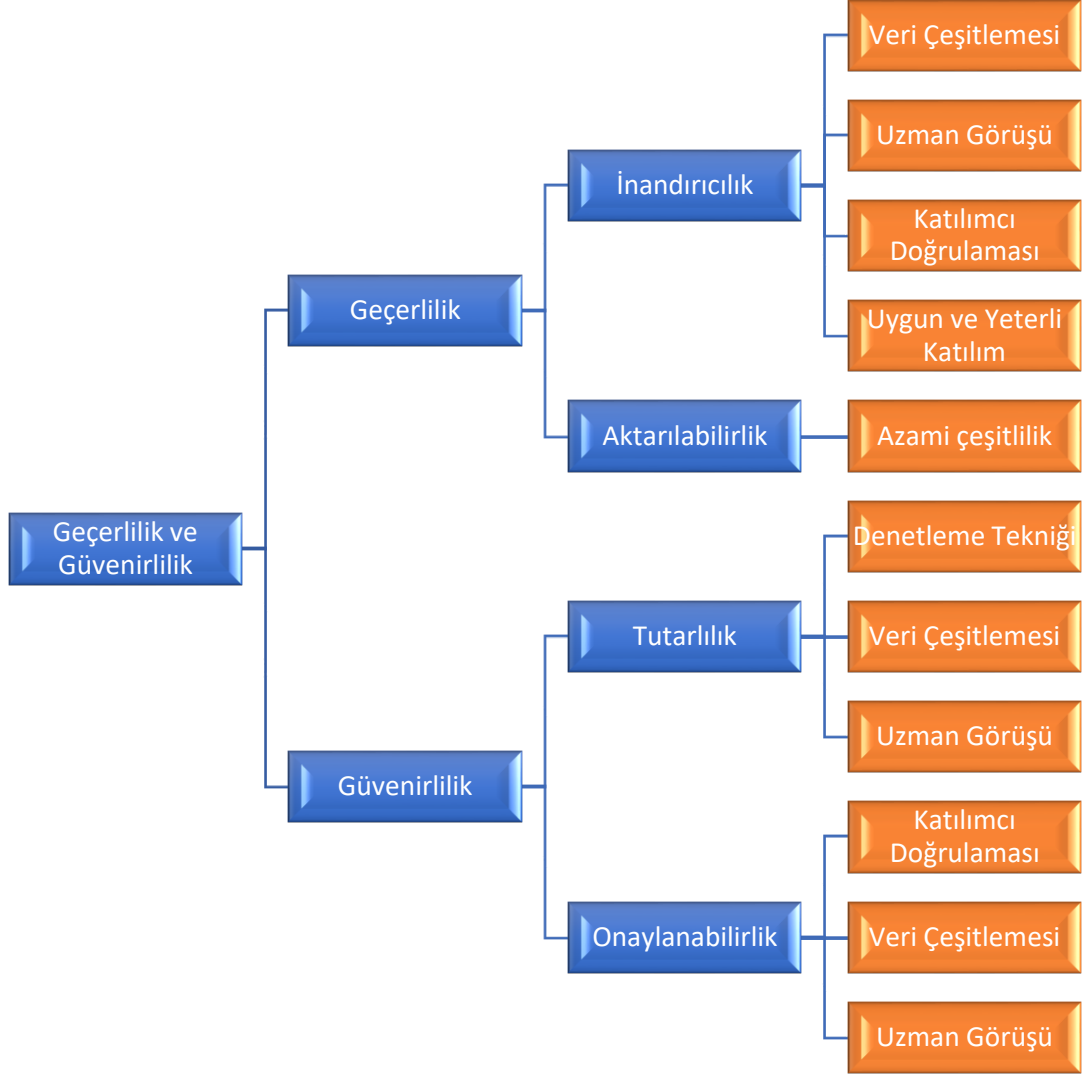 Geçerlilik ve
Güvenirlilik
Geçerlilik
İnandırıcılık
Veri Çeşitlemesi
Uzman Görüşü
Katılımcı
Doğrulaması
Uygun ve Yeterli
Katılım
Aktarılabilirlik
Azami çeşitlilik
Güvenirlilik
Tutarlılık
Denetleme Tekniği
Veri Çeşitlemesi
Uzman Görüşü
Onaylanabilirlik
Katılımcı
Doğrulaması
Veri Çeşitlemesi
Uzman Görüşü